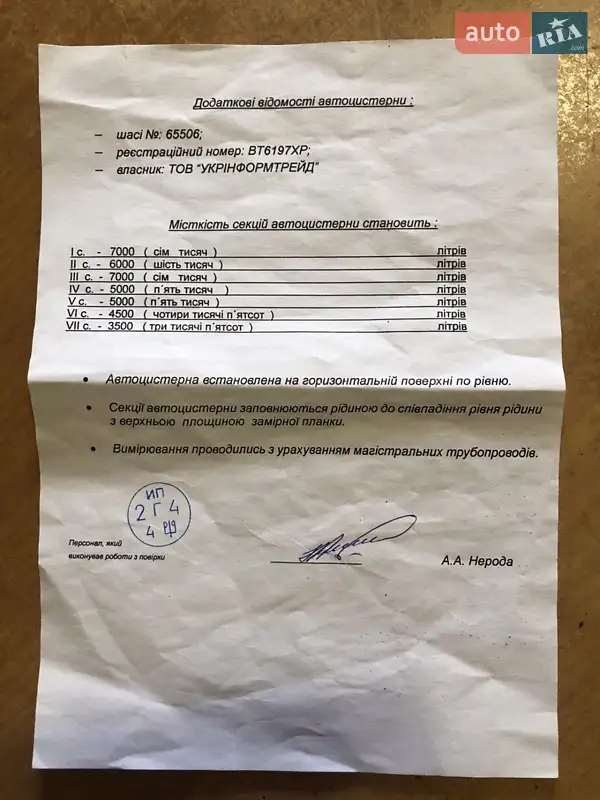 auto RIA.com
Додаткові відомості автоцистерни :
– шасі №: 65506;
– реєстраційний номер: ВТ6197ХР;
– власник: ТОВ "УКРІНФОРМТРЕЙД"
Місткість секцій автоцистерни становить :
I с. - 7000 ( сім тисяч ) літрів
II с. - 6000 ( шість тисяч ) літрів
III с. - 7000 ( сім тисяч ) літрів
IV с. - 5000 ( п´ять тисяч ) літрів
V с. - 5000 ( п´ять тисяч ) літрів
VI с. - 4500 ( чотири тисячі п´ятсот ) літрів
VII с. - 3500 ( три тисячі п´ятсот ) літрів
• Автоцистерна встановлена на горизонтальній поверхні по рівню.
• Секції автоцистерни заповнюються рідиною до співпадіння рівня рідини
з верхньою площиною замірної планки.
• Вимірювання проводились з урахуванням магістральних трубопроводів.
ИП
2 Г 4
4
Персонал, який
виконував роботи з повірки
А.А. Нерода